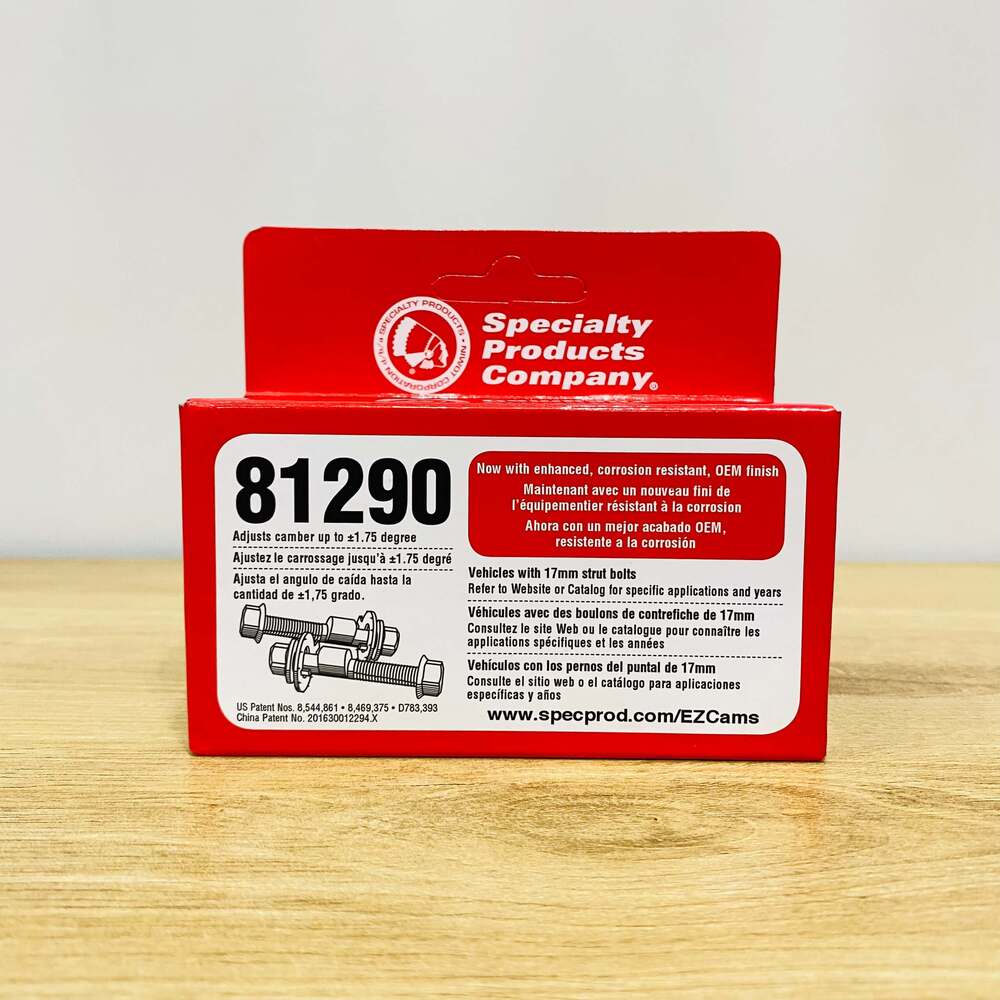 SPECIALTY PRODUCTS • NIWOT CORPORATION d/b/a
Specialty
Products
Company®
81290
Adjusts camber up to ±1.75 degree
Ajustez le carrossage jusqu'à ±1.75 degré
Ajusta el angulo de caída hasta la
cantidad de ±1,75 grado.
US Patent Nos. 8,544,861 • 8,469,375 • D783,393
China Patent No. 201630012294.X
Now with enhanced, corrosion resistant, OEM finish
Maintenant avec un nouveau fini de
l'équipementier résistant à la corrosion
Ahora con un mejor acabado OEM,
resistente a la corrosión
Vehicles with 17mm strut bolts
Refer to Website or Catalog for specific applications and years
Véhicules avec des boulons de contrefiche de 17mm
Consultez le site Web ou le catalogue pour connaître les
applications spécifiques et les années
Vehículos con los pernos del puntal de 17mm
Consulte el sitio web o el catálogo para aplicaciones
específicas y años
www.specprod.com/EZCams